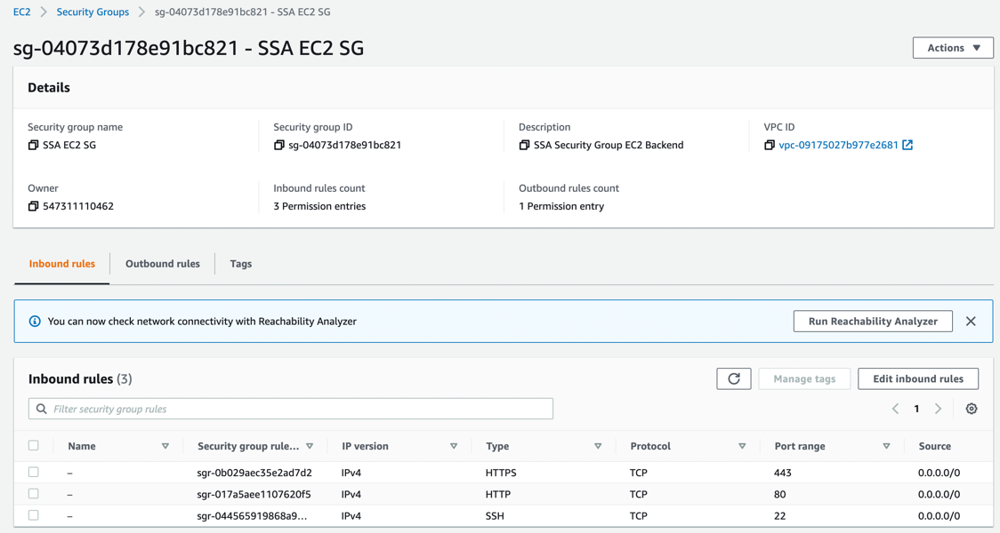 EC2 > Security Groups > sg-04073d178e91bc821 - SSA EC2 SG
sg-04073d178e91bc821 - SSA EC2 SG
Actions
Details
Security group name
SSA EC2 SG
Security group ID
sg-04073d178e91bc821
Description
SSA Security Group EC2 Backend
VPC ID
vpc-09175027b977e2681
Owner
547311110462
Inbound rules count
3 Permission entries
Outbound rules count
1 Permission entry
Inbound rules Outbound rules Tags
You can now check network connectivity with Reachability Analyzer Run Reachability Analyzer
Inbound rules (3) Manage tags Edit inbound rules
Filter security group rules 1
Name Security group rule... IP version Type Protocol Port range Source
– sgr-0b029aec35e2ad7d2 IPv4 HTTPS TCP 443 0.0.0.0/0
– sgr-017a5aee1107620f5 IPv4 HTTP TCP 80 0.0.0.0/0
– sgr-044565919868a9... IPv4 SSH TCP 22 0.0.0.0/0